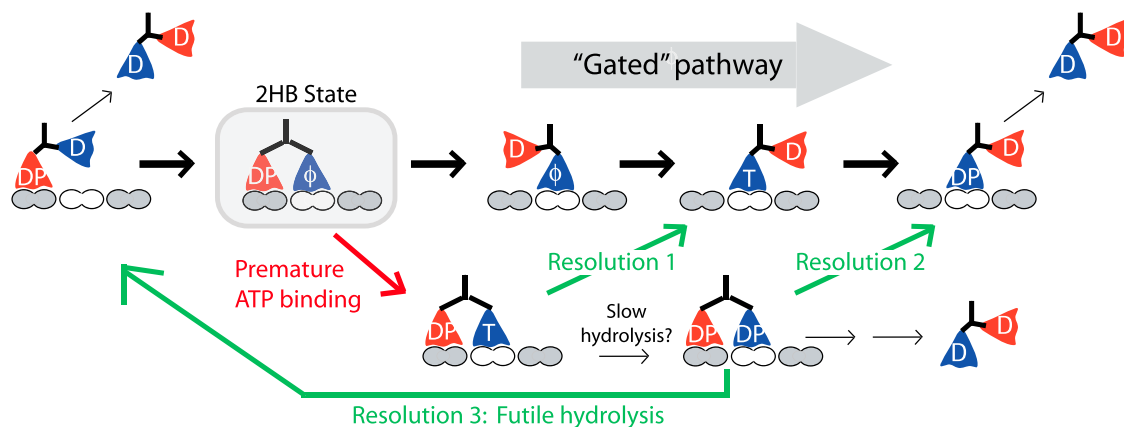 D
D
"Gated" pathway
D
D
2HB State
DP
D
DP
ϕ
D
ϕ
T
D
DP
D
Premature
ATP binding
Resolution 1
Resolution 2
DP
T
Slow
hydrolysis?
DP
DP
D
D
Resolution 3: Futile hydrolysis